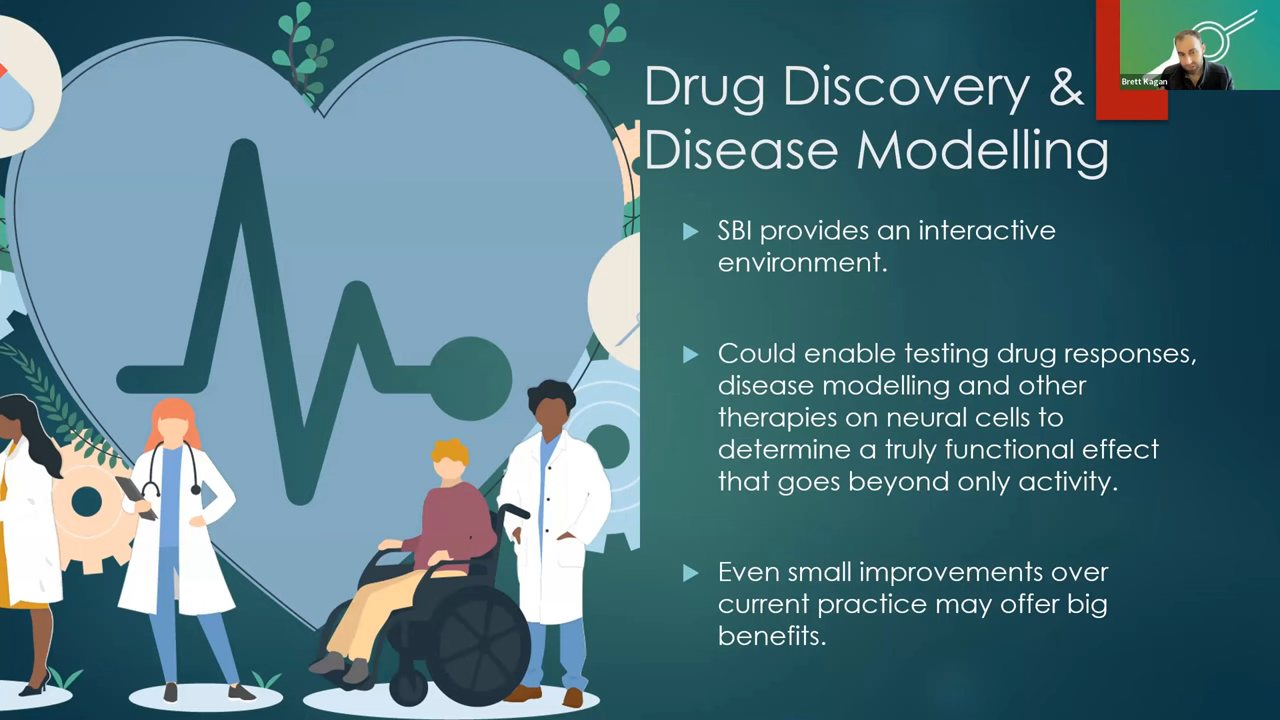 Drug Discovery &
Disease Modelling
Brett Kagan
SBI provides an interactive
environment.
Could enable testing drug responses,
disease modelling and other
therapies on neural cells to
determine a truly functional effect
that goes beyond only activity.
Even small improvements over
current practice may offer big
benefits.